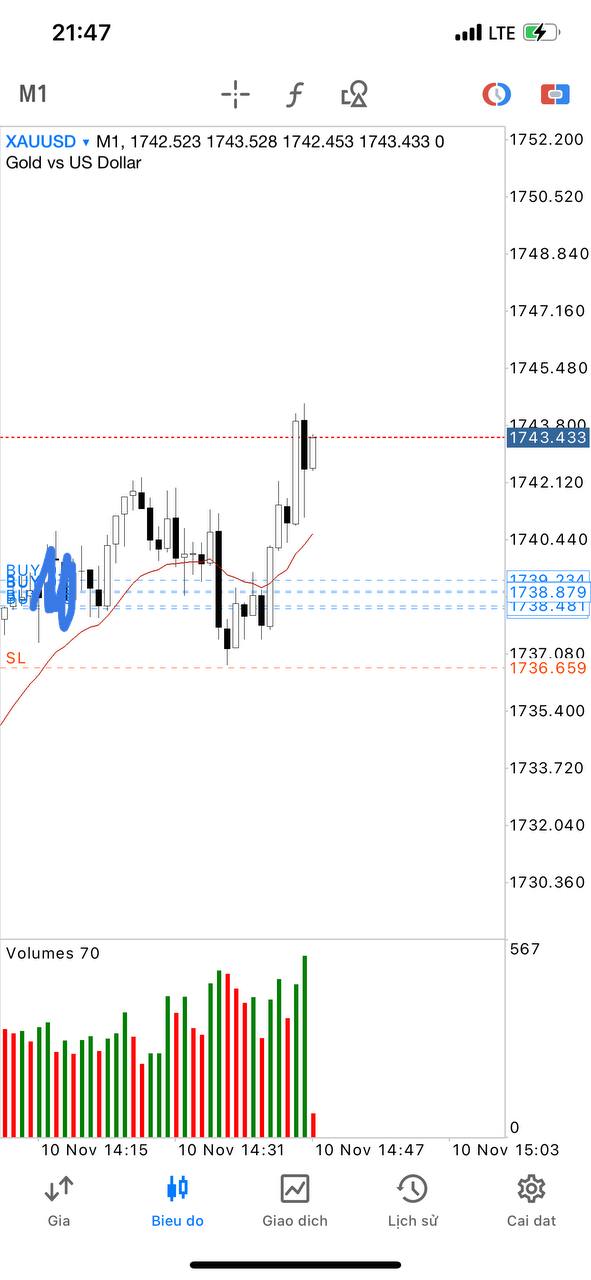 21:47
LTE
M1
XAUUSD ▾ M1, 1742.523 1743.528 1742.453 1743.433 0
Gold vs US Dollar
1752.200
1750.520
1748.840
1747.160
1745.480
1743.800
1743.433
1742.120
1740.440
BUY
1739.234
BUY
1738.879
1738.481
SL
1737.080
1736.659
1735.400
1733.720
1732.040
1730.360
Volumes 70
567
0
10 Nov 14:15
10 Nov 14:31
10 Nov 14:47
10 Nov 15:03
Gia
Bieu do
Giao dich
Lịch sử
Cai dat